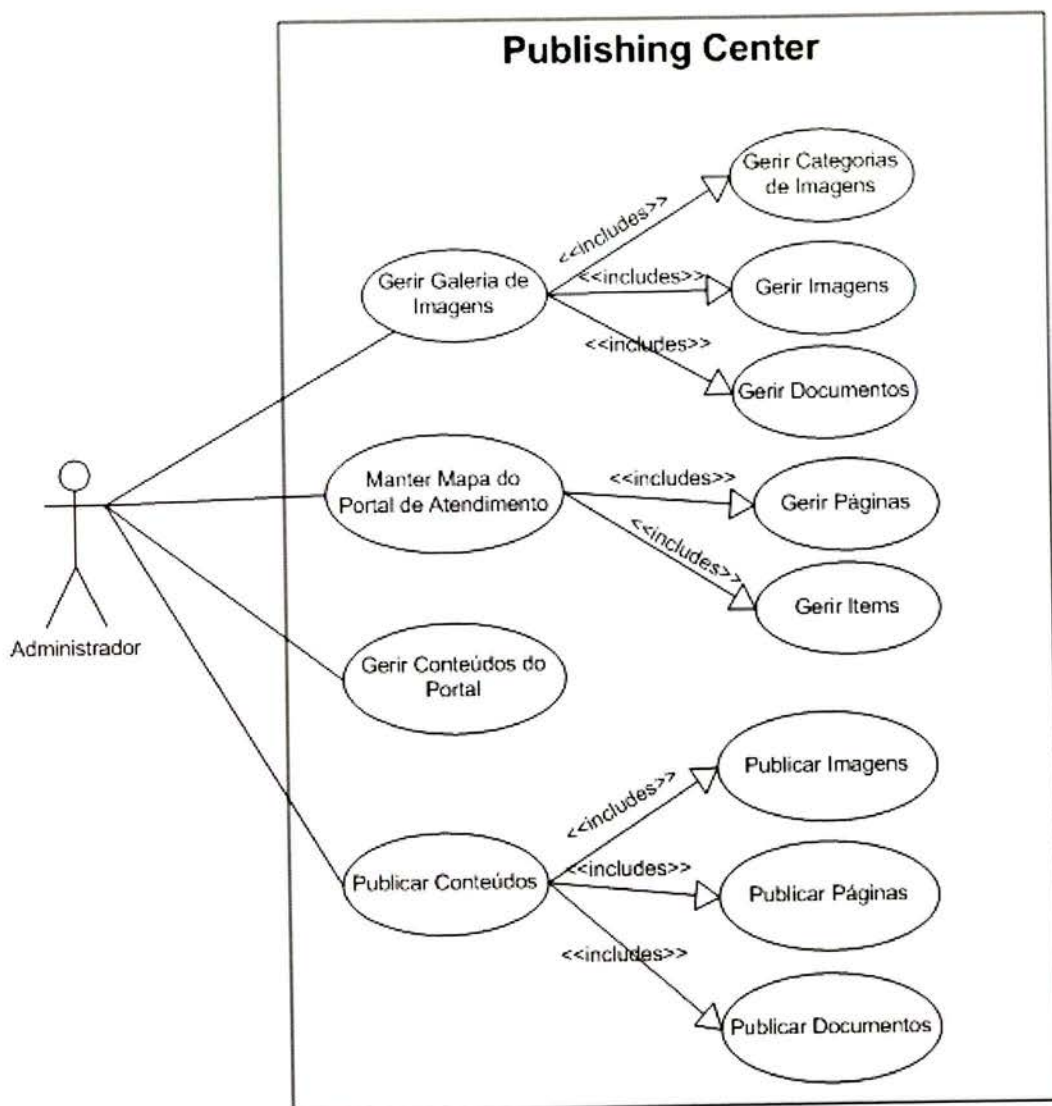 Publishing Center
Gerir Categorias
de Imagens
<<includes>>
Gerir Galeria de
Imagens
<<includes>>
Gerir Imagens
<<includes>>
Gerir Documentos
Manter Mapa do
Portal de Atendimento
<<includes>>
Gerir Páginas
<<includes>>
Gerir Items
Administrador
Gerir Conteúdos do
Portal
Publicar Imagens
<<includes>>
Publicar Conteúdos
<<includes>>
Publicar Páginas
<<includes>>
Publicar Documentos